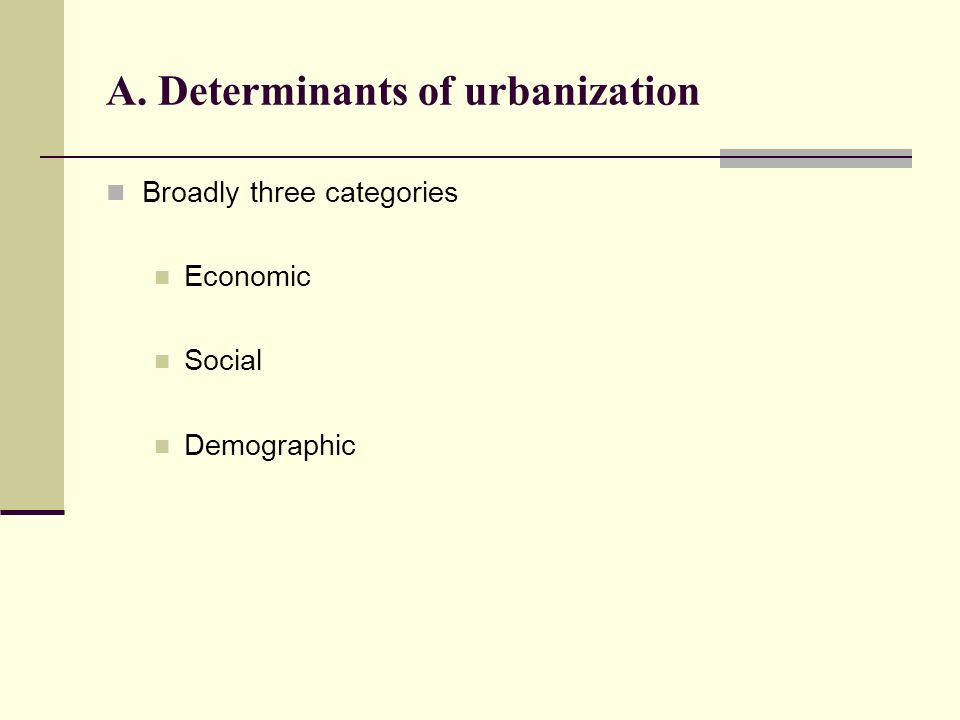 A. Determinants of urbanization
Broadly three categories
Economic
Social
Demographic